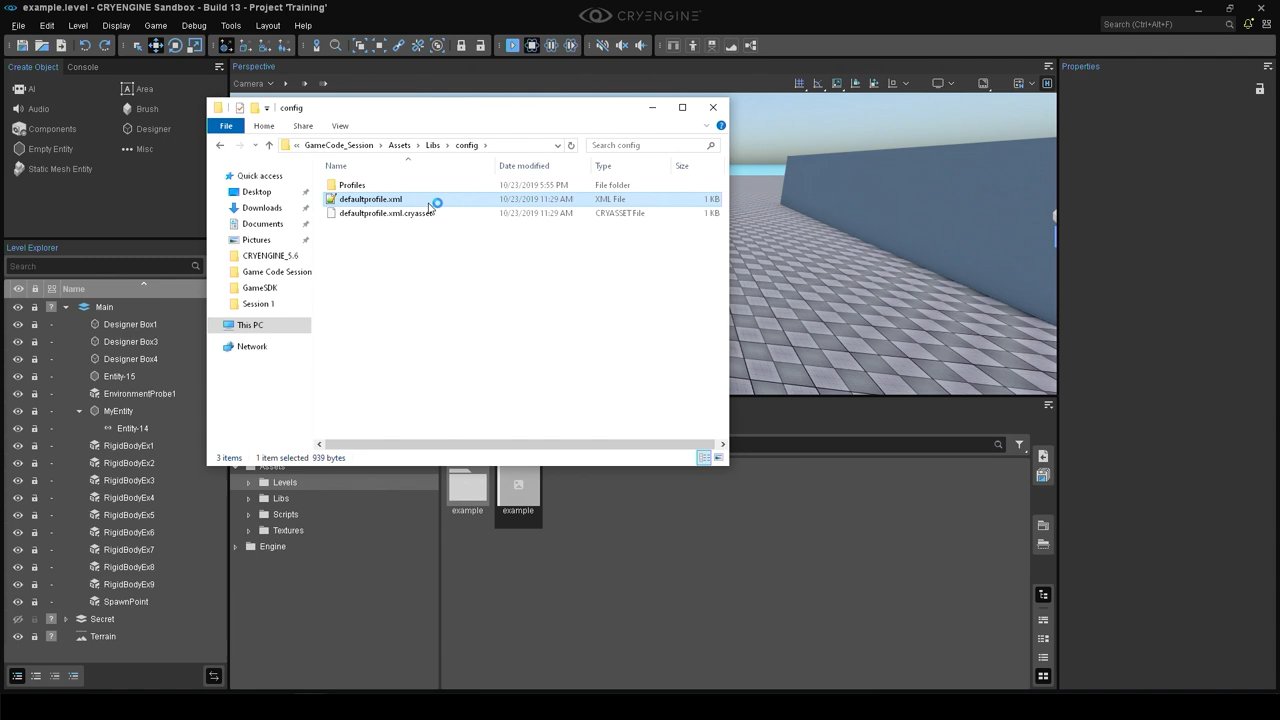 example.level - CRYENGINE Sandbox - Build 13 - Project 'Training'
CRYENGINE
File Edit Level Display Game Debug Tools Layout Help
Search (Ctrl+Alt+F)
Create Object Console
Perspective
Properties
AI Area
Audio Brush
Components Designer
Empty Entity Misc
Static Mesh Entity
Camera
config
File Home Share View
GameCode_Session Assets Libs config
Search config
Name Date modified Type Size
Quick access
Desktop
Downloads
Documents
Pictures
CRYENGINE_5.6
Game Code Session
GameSDK
Session 1
This PC
Network
Profiles 10/23/2019 5:55 PM File folder
defaultprofile.xml 10/23/2019 11:29 AM XML File 1 KB
defaultprofile.xml.cryasset 10/23/2019 11:29 AM CRYASSET File 1 KB
3 items 1 item selected 939 bytes
Level Explorer
Search
Name
Main
Designer Box1
Designer Box3
Designer Box4
Entity-15
EnvironmentProbe1
MyEntity
Entity-14
RigidBodyEx1
RigidBodyEx2
RigidBodyEx3
RigidBodyEx4
RigidBodyEx5
RigidBodyEx6
RigidBodyEx7
RigidBodyEx8
RigidBodyEx9
SpawnPoint
Secret
Terrain
Assets
Levels
Libs
Scripts
Textures
Engine
example
example